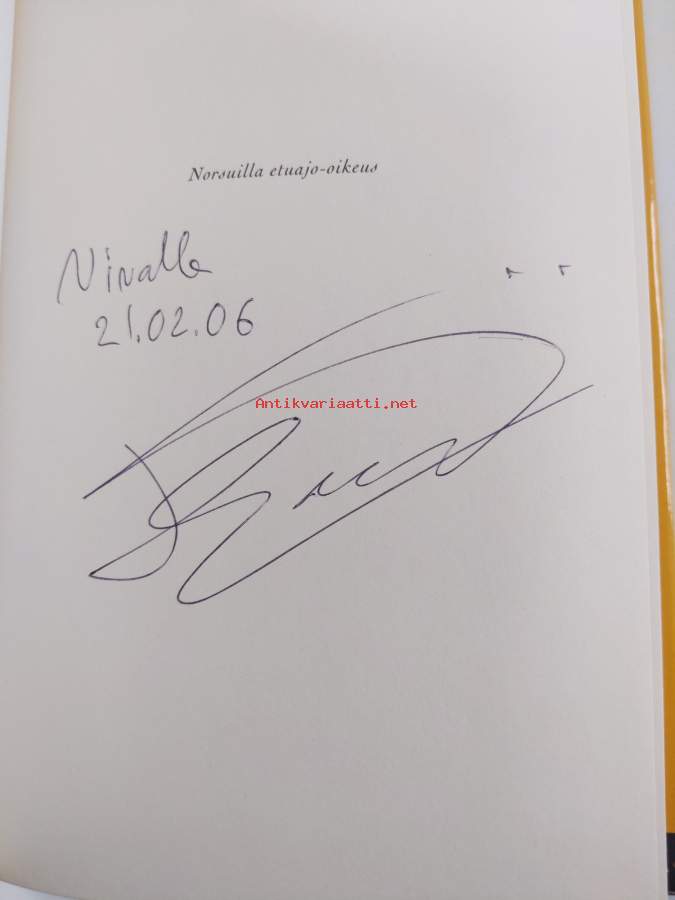 Norsuilla etuajo-oikeus
Ninalle
21.02.06
Antikvariaatti.net